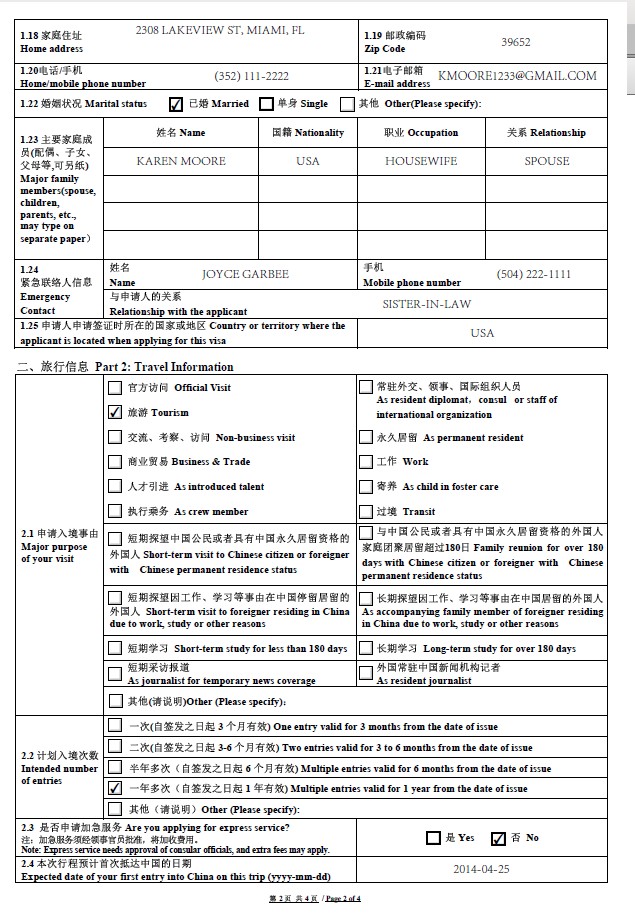 1.18 家庭住址
Home address
2308 LAKEVIEW ST, MIAMI, FL
1.19 邮政编码
Zip Code
39652
1.20电话/手机
Home/mobile phone number
(352) 111-2222
1.21电子邮箱
E-mail address
KMOORE1233@GMAIL.COM
1.22 婚姻状况 Marital status 已婚 Married 单身 Single 其他 Other(Please specify):
1.23 主要家庭成
员(配偶、子女、
父母等,可另纸)
Major family
members(spouse,
children,
parents, etc.,
may type on
separate paper）
姓名 Name 国籍 Nationality 职业 Occupation 关系 Relationship
KAREN MOORE USA HOUSEWIFE SPOUSE
1.24
紧急联络人信息
Emergency
Contact
姓名
Name
JOYCE GARBEE
手机
Mobile phone number
(504) 222-1111
与申请人的关系
Relationship with the applicant
SISTER-IN-LAW
1.25 申请人申请签证时所在的国家或地区 Country or territory where the
applicant is located when applying for this visa
USA
二、旅行信息 Part 2: Travel Information
2.1 申请入境事由
Major purpose
of your visit
官方访问 Official Visit
常驻外交、领事、国际组织人员
As resident diplomat, consul or staff of
international organization
旅游 Tourism
交流、考察、访问 Non-business visit
永久居留 As permanent resident
商业贸易 Business & Trade
工作 Work
人才引进 As introduced talent
寄养 As child in foster care
执行乘务 As crew member
过境 Transit
短期探望中国公民或者具有中国永久居留资格的
外国人 Short-term visit to Chinese citizen or foreigner
with Chinese permanent residence status
与中国公民或者具有中国永久居留资格的外国人
家庭团聚居留超过180日 Family reunion for over 180
days with Chinese citizen or foreigner with Chinese
permanent residence status
短期探望因工作、学习等事由在中国停留居留的
外国人 Short-term visit to foreigner residing in China
due to work, study or other reasons
长期探望因工作、学习等事由在中国居留的外国人
As accompanying family member of foreigner residing
in China due to work, study or other reasons
短期学习 Short-term study for less than 180 days
长期学习 Long-term study for over 180 days
短期采访报道
As journalist for temporary news coverage
外国常驻中国新闻机构记者
As resident journalist
其他(请说明)Other (Please specify):
2.2 计划入境次数
Intended number
of entries
一次(自签发之日起 3 个月有效) One entry valid for 3 months from the date of issue
二次(自签发之日起 3-6 个月有效) Two entries valid for 3 to 6 months from the date of issue
半年多次（自签发之日起 6 个月有效) Multiple entries valid for 6 months from the date of issue
一年多次（自签发之日起 1 年有效) Multiple entries valid for 1 year from the date of issue
其他（请说明）Other (Please specify):
2.3 是否申请加急服务 Are you applying for express service?
注: 加急服务须经领事官员批准，将加收费用。
Note: Express service needs approval of consular officials, and extra fees may apply.
是 Yes 否 No
2.4 本次行程预计首次抵达中国的日期
Expected date of your first entry into China on this trip (yyyy-mm-dd)
2014-04-25
第 2 页 共 4 页 / Page 2 of 4